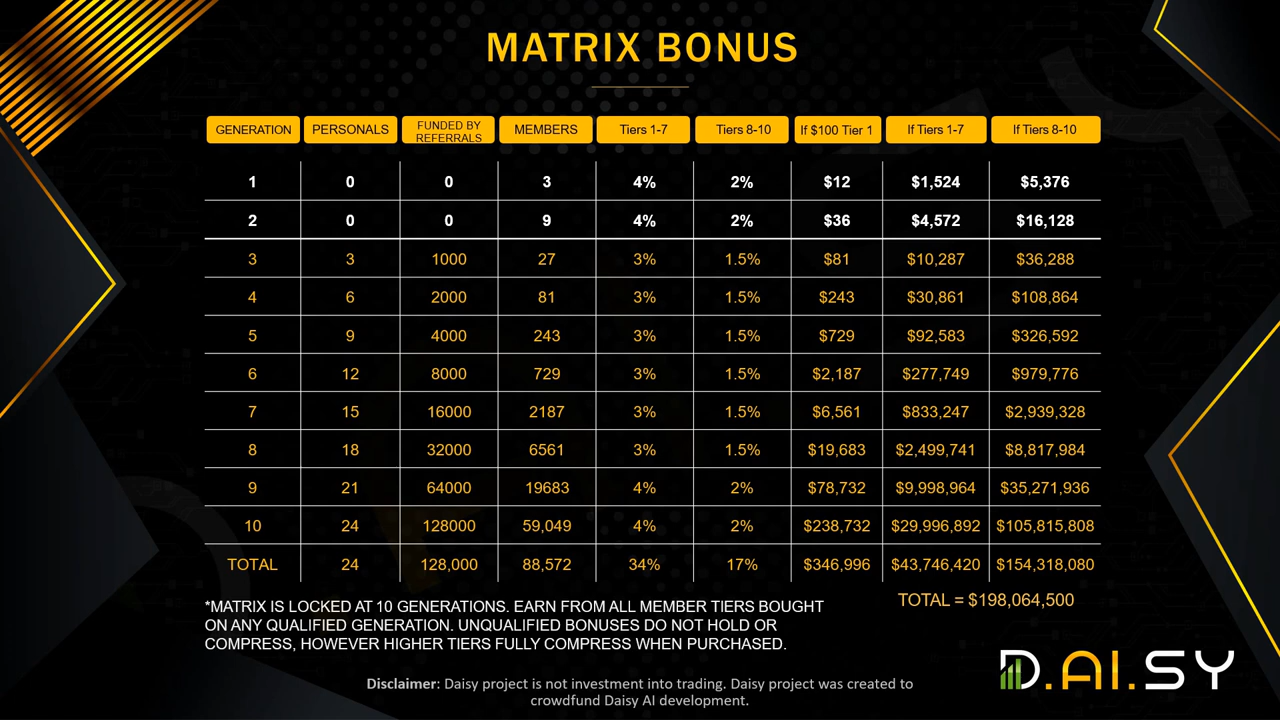 MATRIX BONUS
GENERATION PERSONALS FUNDED BY REFERRALS MEMBERS Tiers 1-7 Tiers 8-10 If $100 Tier 1 If Tiers 1-7 If Tiers 8-10
1 0 0 3 4% 2% $12 $1,524 $5,376
2 0 0 9 4% 2% $36 $4,572 $16,128
3 3 1000 27 3% 1.5% $81 $10,287 $36,288
4 6 2000 81 3% 1.5% $243 $30,861 $108,864
5 9 4000 243 3% 1.5% $729 $92,583 $326,592
6 12 8000 729 3% 1.5% $2,187 $277,749 $979,776
7 15 16000 2187 3% 1.5% $6,561 $833,247 $2,939,328
8 18 32000 6561 3% 1.5% $19,683 $2,499,741 $8,817,984
9 21 64000 19683 4% 2% $78,732 $9,998,964 $35,271,936
10 24 128000 59,049 4% 2% $238,732 $29,996,892 $105,815,808
TOTAL 24 128,000 88,572 34% 17% $346,996 $43,746,420 $154,318,080
TOTAL = $198,064,500
*MATRIX IS LOCKED AT 10 GENERATIONS. EARN FROM ALL MEMBER TIERS BOUGHT
ON ANY QUALIFIED GENERATION. UNQUALIFIED BONUSES DO NOT HOLD OR
COMPRESS, HOWEVER HIGHER TIERS FULLY COMPRESS WHEN PURCHASED.
D.AI.SY
Disclaimer: Daisy project is not investment into trading. Daisy project was created to
crowdfund Daisy AI development.